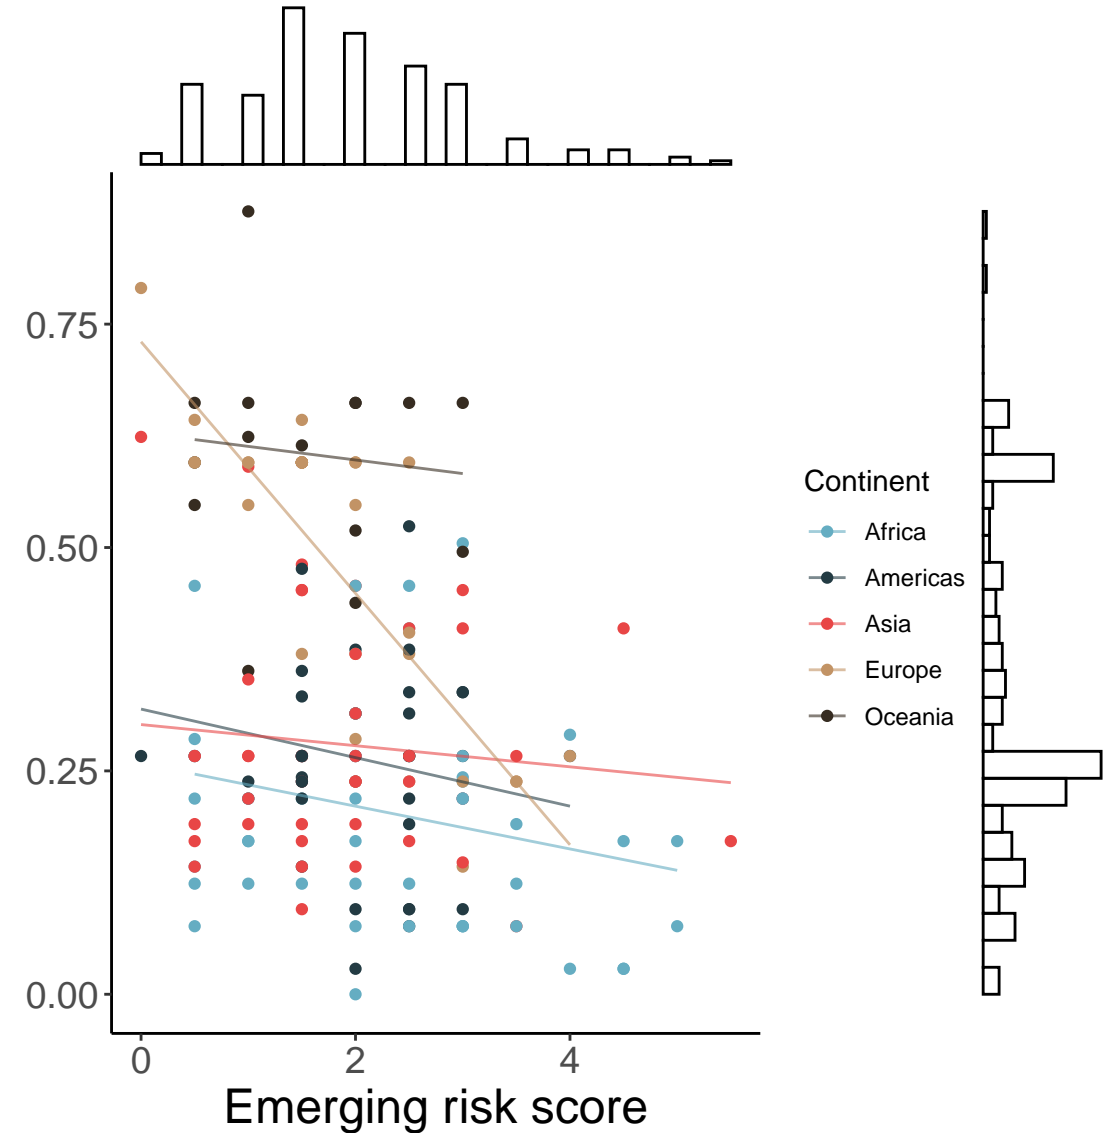 0.75
0.50
0.25
0.00
0 2 4
Emerging risk score
Continent
Africa
Americas
Asia
Europe
Oceania